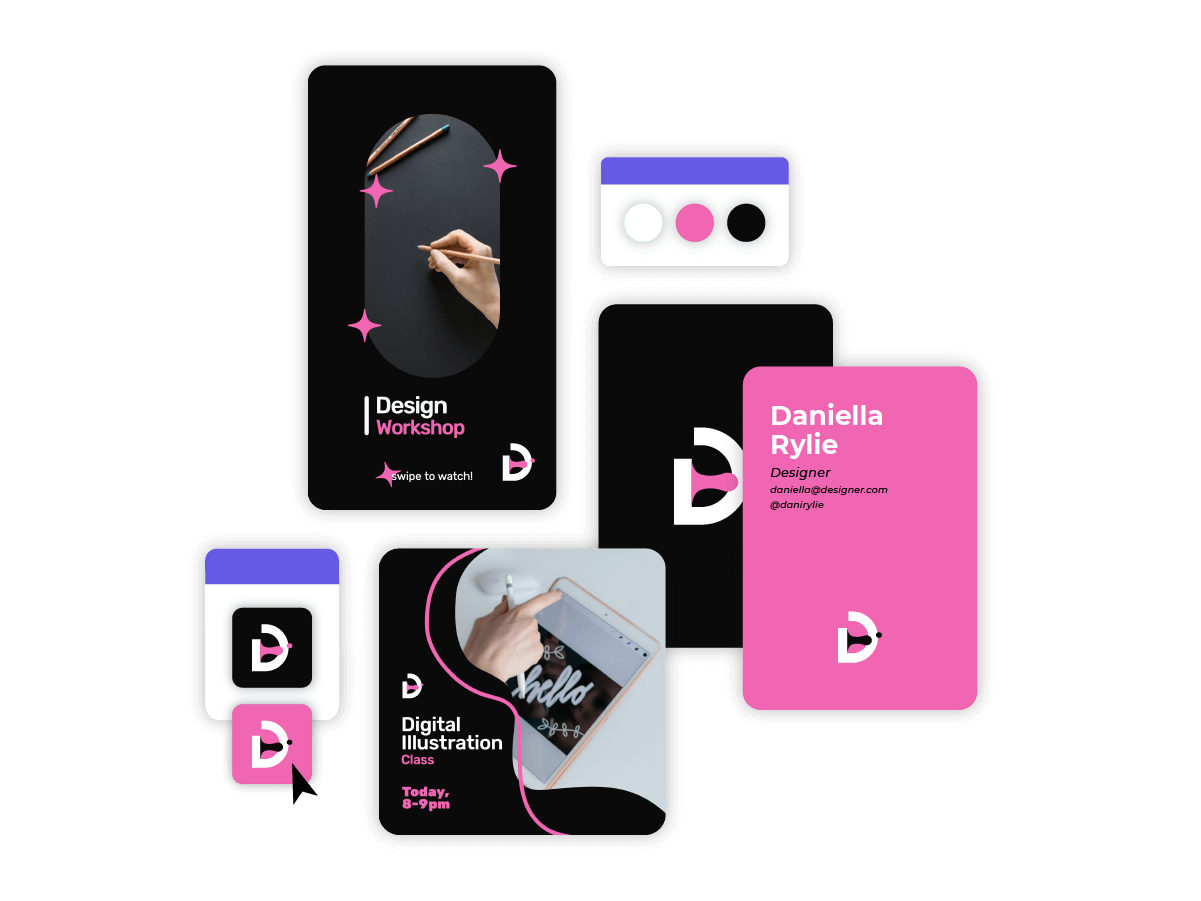 Design
Workshop
swipe to watch!
Daniella
Rylie
Designer
daniella@designer.com
@danirylie
hello
Digital
Illustration
Class
Today,
8-9pm